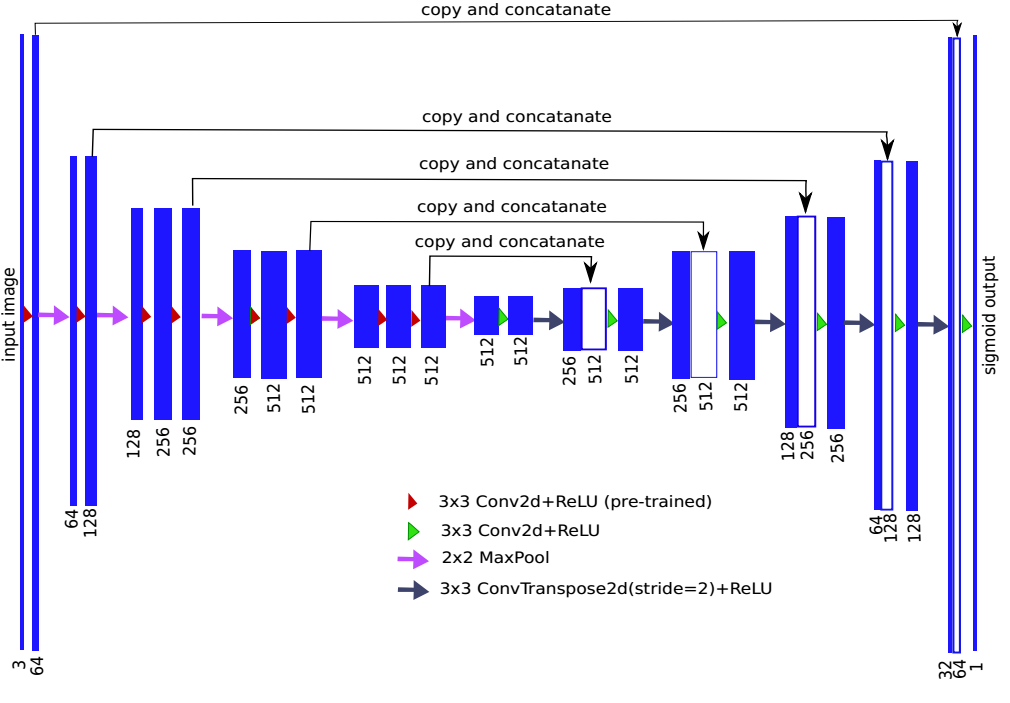 copy and concatanate
copy and concatanate
copy and concatanate
copy and concatanate
copy and concatanate
input image
sigmoid output
3
64
64
128
128
256
256
256
512
512
512
512
512
512
512
256
512
512
256
512
512
128
256
256
64
128
128
32
64
1
3x3 Conv2d+ReLU (pre-trained)
3x3 Conv2d+ReLU
2x2 MaxPool
3x3 ConvTranspose2d(stride=2)+ReLU